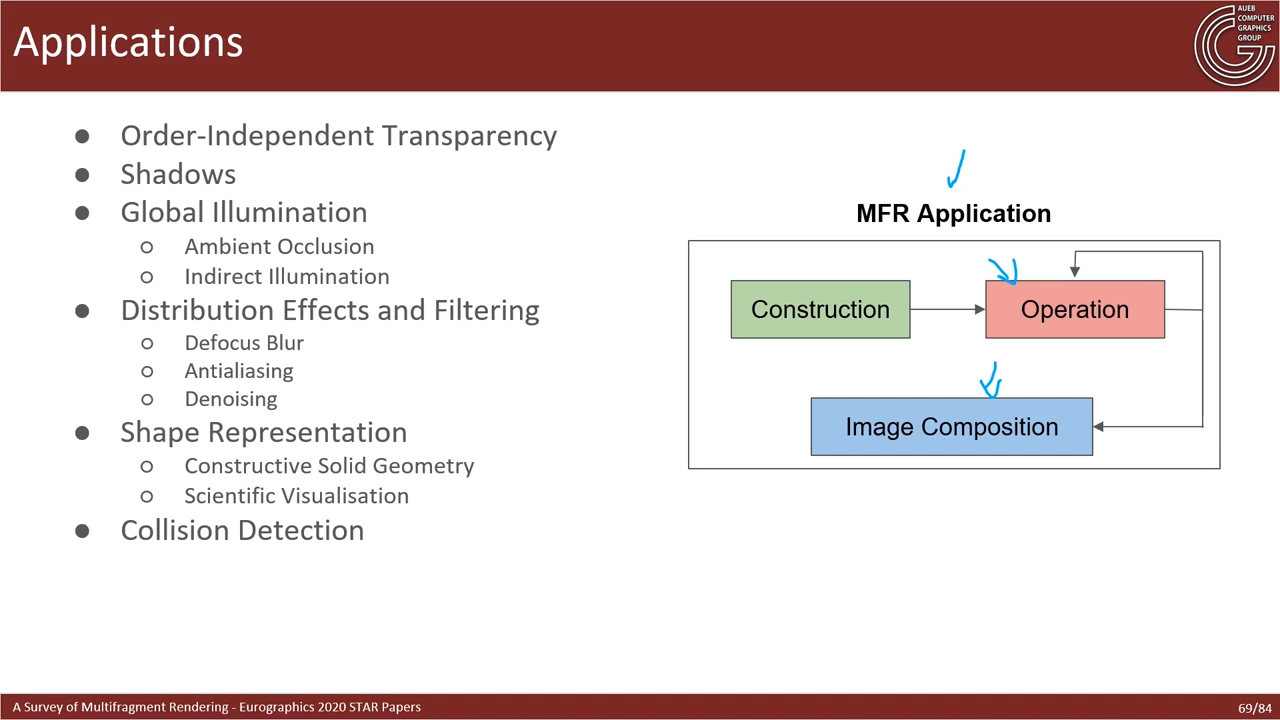 Applications
AUEB
COMPUTER
GRAPHICS
GROUP
● Order-Independent Transparency
● Shadows
● Global Illumination
○ Ambient Occlusion
○ Indirect Illumination
● Distribution Effects and Filtering
○ Defocus Blur
○ Antialiasing
○ Denoising
● Shape Representation
○ Constructive Solid Geometry
○ Scientific Visualisation
● Collision Detection
MFR Application
Construction
Operation
Image Composition
A Survey of Multifragment Rendering - Eurographics 2020 STAR Papers
69/84